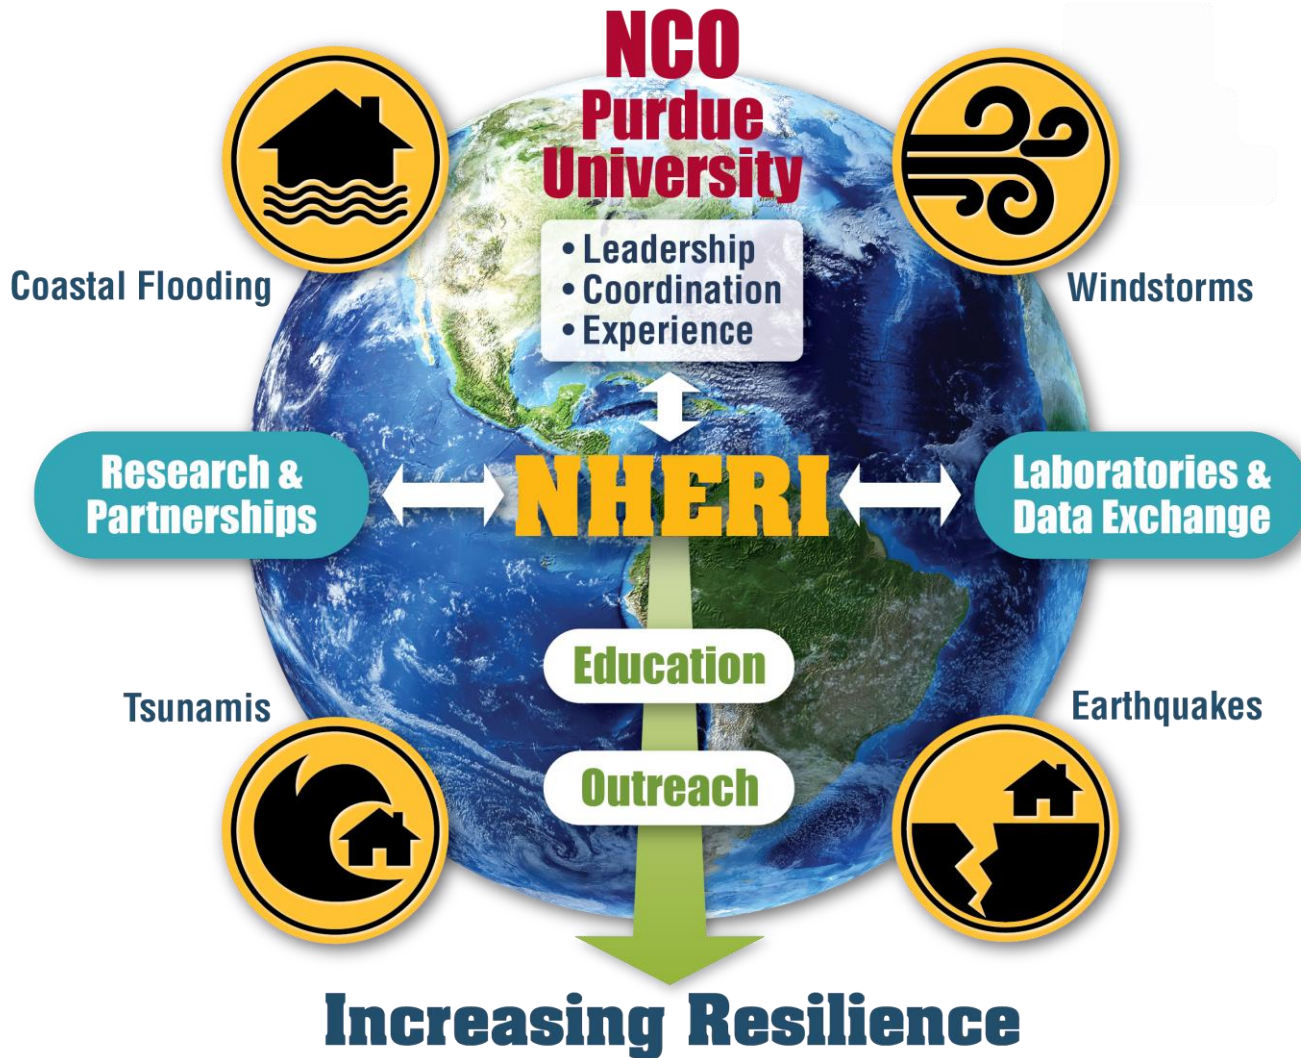 NCO
Purdue
University
• Leadership
• Coordination
• Experience
Coastal Flooding
Windstorms
Research &
Partnerships
NHERI
Laboratories &
Data Exchange
Education
Tsunamis
Earthquakes
Outreach
Increasing Resilience